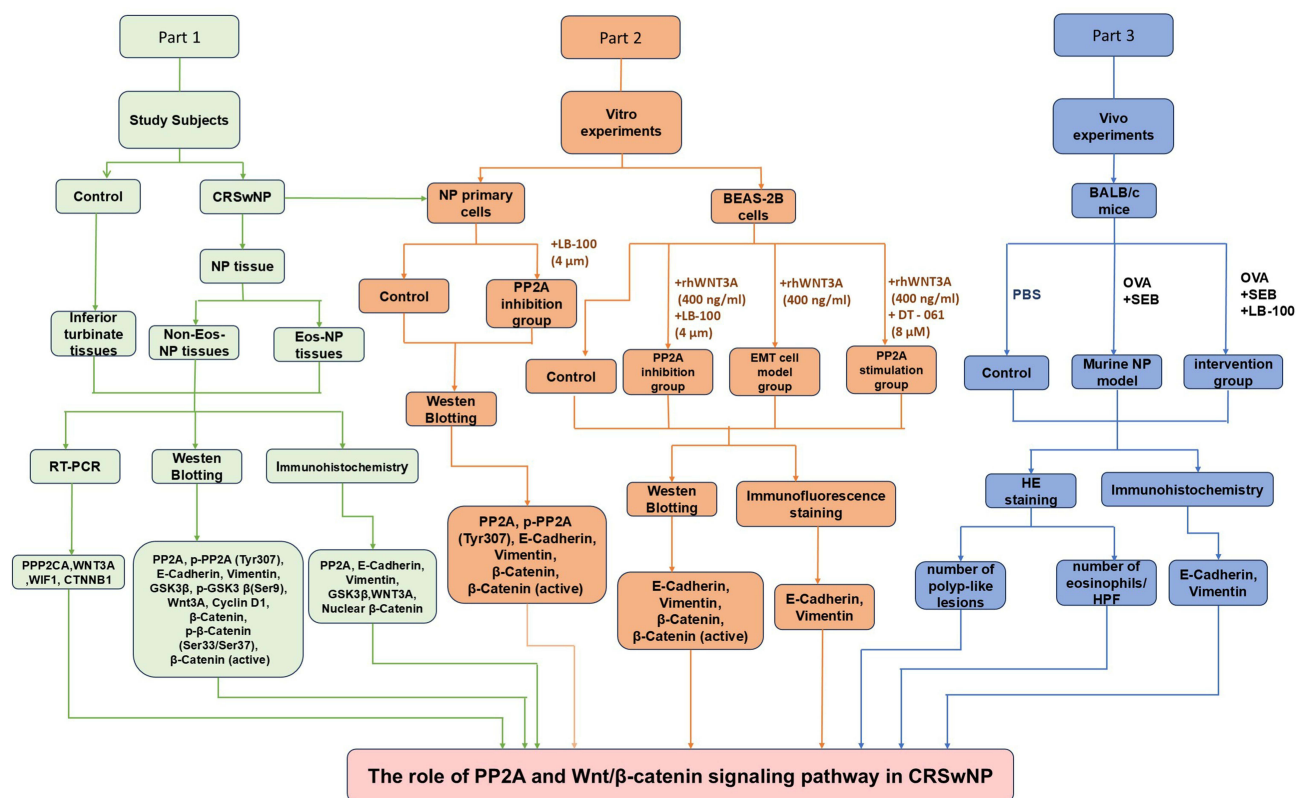 Part 1
Study Subjects
Control
CRSwNP
NP tissue
Inferior
turbinate
tissues
Non-Eos-
NP tissues
Eos-NP
tissues
RT-PCR
Westen
Blotting
Immunohistochemistry
PPP2CA,WNT3A
,WIF1, CTNNB1
PP2A, p-PP2A (Tyr307),
E-Cadherin, Vimentin,
GSK3β, p-GSK3 β(Ser9),
Wnt3A, Cyclin D1,
β-Catenin,
p-β-Catenin
(Ser33/Ser37),
β-Catenin (active)
PP2A, E-Cadherin,
Vimentin,
GSK3β,WNT3A,
Nuclear β-Catenin
Part 2
Vitro
experiments
NP primary
cells
BEAS-2B
cells
+LB-100
(4 μm)
Control
PP2A
inhibition
group
Westen
Blotting
PP2A, p-PP2A
(Tyr307), E-Cadherin,
Vimentin,
β-Catenin,
β-Catenin (active)
+rhWNT3A
(400 ng/ml)
+LB-100
(4 μm)
+rhWNT3A
(400 ng/ml)
+rhWNT3A
(400 ng/ml)
+ DT - 061
(8 μM)
Control
PP2A
inhibition
group
EMT cell
model
group
PP2A
stimulation
group
Westen
Blotting
Immunofluorescence
staining
E-Cadherin,
Vimentin,
β-Catenin,
β-Catenin (active)
E-Cadherin,
Vimentin
Part 3
Vivo
experiments
BALB/c
mice
PBS
OVA
+SEB
OVA
+SEB
+LB-100
Control
Murine NP
model
intervention
group
HE
staining
Immunohistochemistry
number of
polyp-like
lesions
number of
eosinophils/
HPF
E-Cadherin,
Vimentin
The role of PP2A and Wnt/β-catenin signaling pathway in CRSwNP